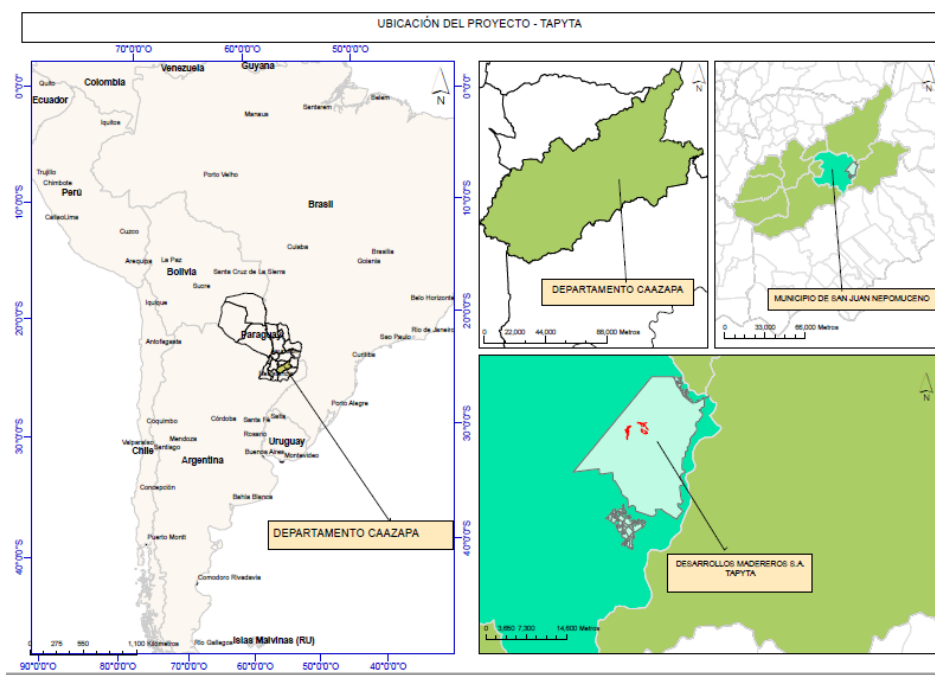 UBICACIÓN DEL PROYECTO - TAPYTA
70°0'0"O 60°0'0"O 50°0'0"O
Venezuela Guyana
Colombia
Quito
Ecuador
Belem
Santarem
Manaus
Iquitos
N
0°0'0"
Trujillo
Chimbote
Perú
Porto Velho
Brasil
10°0'0"S
CallaoLima
Cuzco
Cuiaba
Brasilia
Goiania
Arequipa La Paz
Bolivia
Santa Cruz de La Sierra
Sucre
Belo Horizonte
Iquique
20°0'0"S
Paraguay
Rio de Janeiro
Sao Paulo
Antofagasta
Curitiba
Porto Alegre
Coquimbo
Córdoba
Santa Fé
Salta
30°0'0"S
Valparaíso
Mendoza
Rosario
Uruguay
Chile
Santiago
Buenos Aires
Montevideo
Argentina
Concepción
Bahía Blanca
DEPARTAMENTO CAAZAPA
Puerto Montt
40°0'0"S
Comodoro Rivadavia
Río Gallegos
Islas Malvinas (RU)
0 275 550 1,100 Kilómetros
90°0'0"O 80°0'0"O 70°0'0"O 60°0'0"O 50°0'0"O 40°0'0"O
N
DEPARTAMENTO CAAZAPA
0 22,000 44,000 88,000 Metros
N
MUNICIPIO DE SAN JUAN NEPOMUCENO
0 33,000 66,000 Metros
N
DESARROLLOS MADEREROS S.A.
TAPYTA
0 3,650 7,300 14,600 Metros